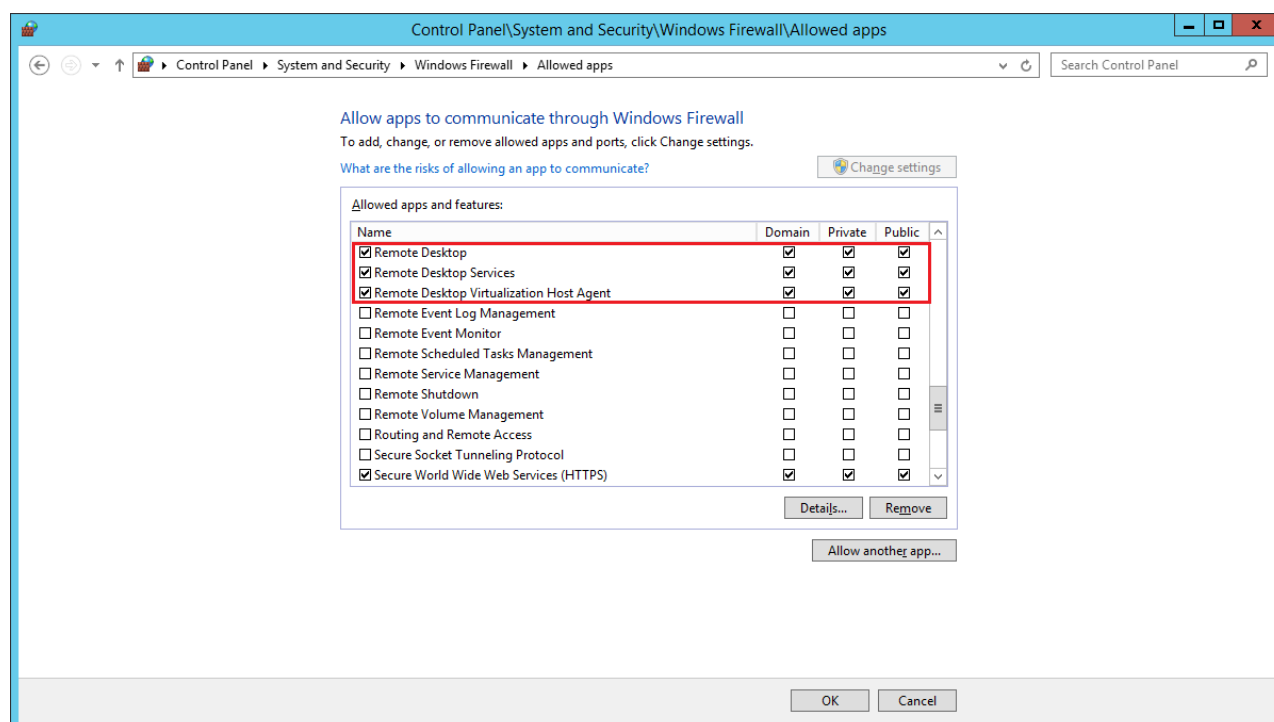 Control Panel\System and Security\Windows Firewall\Allowed apps
Control Panel System and Security Windows Firewall Allowed apps
Search Control Panel
Allow apps to communicate through Windows Firewall
To add, change, or remove allowed apps and ports, click Change settings.
What are the risks of allowing an app to communicate?
Change settings
Allowed apps and features:
Name Domain Private Public
Remote Desktop
Remote Desktop Services
Remote Desktop Virtualization Host Agent
Remote Event Log Management
Remote Event Monitor
Remote Scheduled Tasks Management
Remote Service Management
Remote Shutdown
Remote Volume Management
Routing and Remote Access
Secure Socket Tunneling Protocol
Secure World Wide Web Services (HTTPS)
Details... Remove
Allow another app...
OK Cancel